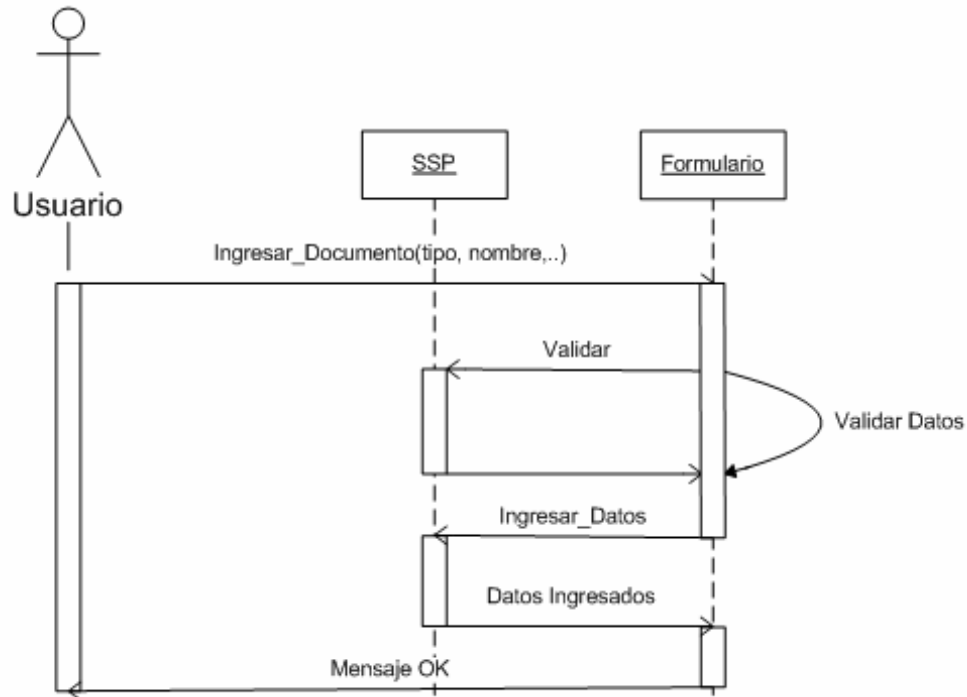 SSP
Formulario
Usuario
Ingresar_Documento(tipo, nombre,..)
Validar
Validar Datos
Ingresar_Datos
Datos Ingresados
Mensaje OK